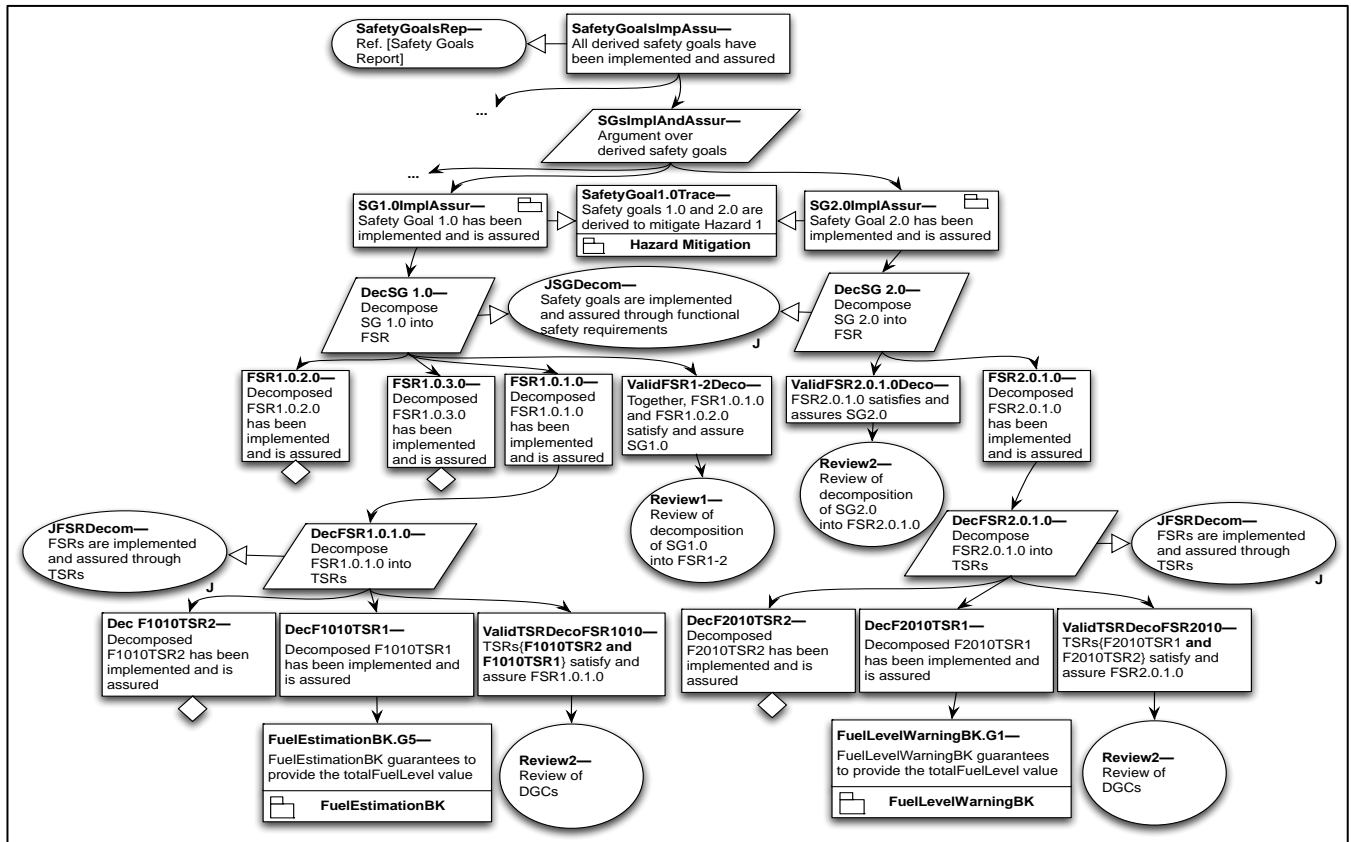 SafetyGoalsRep—
Ref. [Safety Goals
Report]
SafetyGoalsImpAssu—
All derived safety goals have
been implemented and assured
...
SGsImplAndAssur—
Argument over
derived safety goals
...
SG1.0ImplAssur—
Safety Goal 1.0 has been
implemented and is assured
SafetyGoal1.0Trace—
Safety goals 1.0 and 2.0 are
derived to mitigate Hazard 1
Hazard Mitigation
SG2.0ImplAssur—
Safety Goal 2.0 has been
implemented and is assured
DecSG 1.0—
Decompose
SG 1.0 into
FSR
JSGDecom—
Safety goals are implemented
and assured through functional
safety requirements
J
DecSG 2.0—
Decompose
SG 2.0 into
FSR
FSR1.0.2.0—
Decomposed
FSR1.0.2.0
has been
implemented
and is assured
FSR1.0.3.0—
Decomposed
FSR1.0.3.0
has been
implemented
and is assured
FSR1.0.1.0—
Decomposed
FSR1.0.1.0
has been
implemented
and is assured
ValidFSR1-2Deco—
Together, FSR1.0.1.0
and FSR1.0.2.0
satisfy and assure
SG1.0
ValidFSR2.0.1.0Deco—
FSR2.0.1.0 satisfies and
assures SG2.0
FSR2.0.1.0—
Decomposed
FSR2.0.1.0
has been
implemented
and is assured
Review1—
Review of
decomposition
of SG1.0
into FSR1-2
Review2—
Review of
decomposition
of SG2.0
into FSR2.0.1.0
JFSRDecom—
FSRs are implemented
and assured through
TSRs
J
DecFSR1.0.1.0—
Decompose
FSR1.0.1.0 into
TSRs
DecFSR2.0.1.0—
Decompose
FSR2.0.1.0 into
TSRs
JFSRDecom—
FSRs are implemented
and assured through
TSRs
J
Dec F1010TSR2—
Decomposed
F1010TSR2 has been
implemented and is
assured
DecF1010TSR1—
Decomposed F1010TSR1
has been implemented and
is assured
ValidTSRDecoFSR1010—
TSRs{F1010TSR2 and
F1010TSR1} satisfy and
assure FSR1.0.1.0
DecF2010TSR2—
Decomposed
F2010TSR2 has been
implemented and is
assured
DecF2010TSR1—
Decomposed F2010TSR1
has been implemented and
is assured
ValidTSRDecoFSR2010—
TSRs{F2010TSR1 and
F2010TSR2} satisfy and
assure FSR2.0.1.0
FuelEstimationBK.G5—
FuelEstimationBK guarantees to
provide the totalFuelLevel value
FuelEstimationBK
Review2—
Review of
DGCs
FuelLevelWarningBK.G1—
FuelLevelWarningBK guarantees
to provide the totalFuelLevel value
FuelLevelWarningBK
Review2—
Review of
DGCs